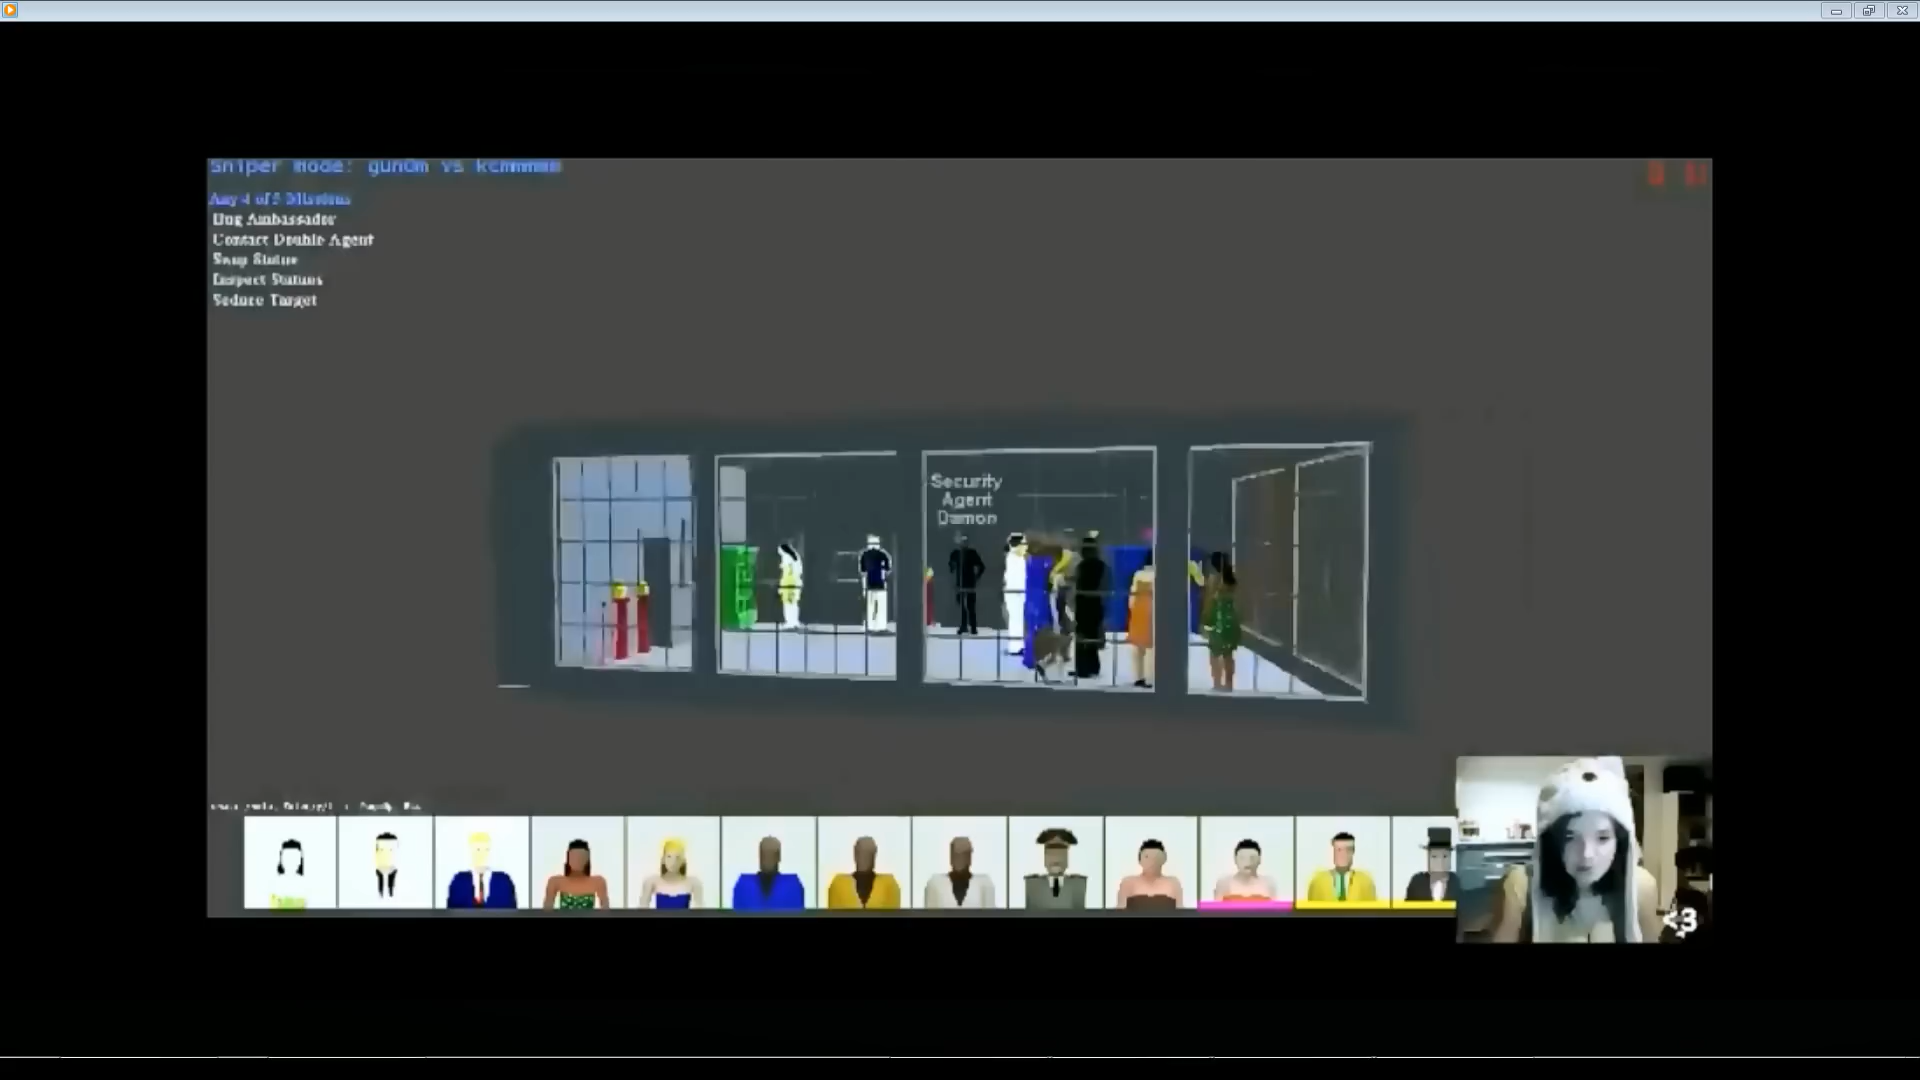 Sniper mode: gun0m vs kcmmmmm
Any 4 of 5 Missions
Bug Ambassador
Contact Double Agent
Swap Statue
Inspect Statues
Seduce Target
Security
Agent
Damon
<3